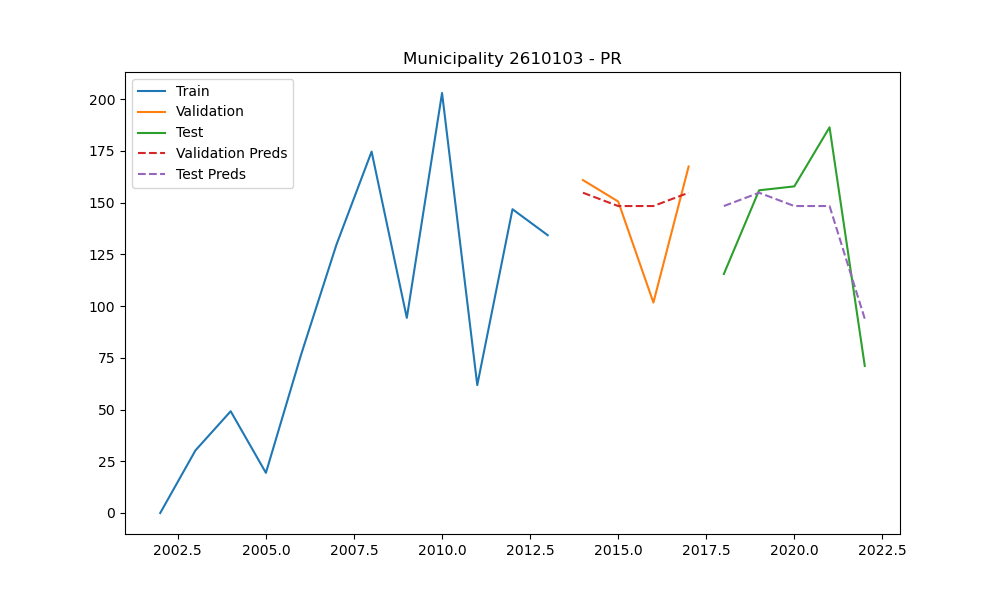 Municipality 2610103 - PR
Train
Validation
Test
Validation Preds
Test Preds
200
175
150
125
100
75
50
25
0
2002.5 2005.0 2007.5 2010.0 2012.5 2015.0 2017.5 2020.0 2022.5